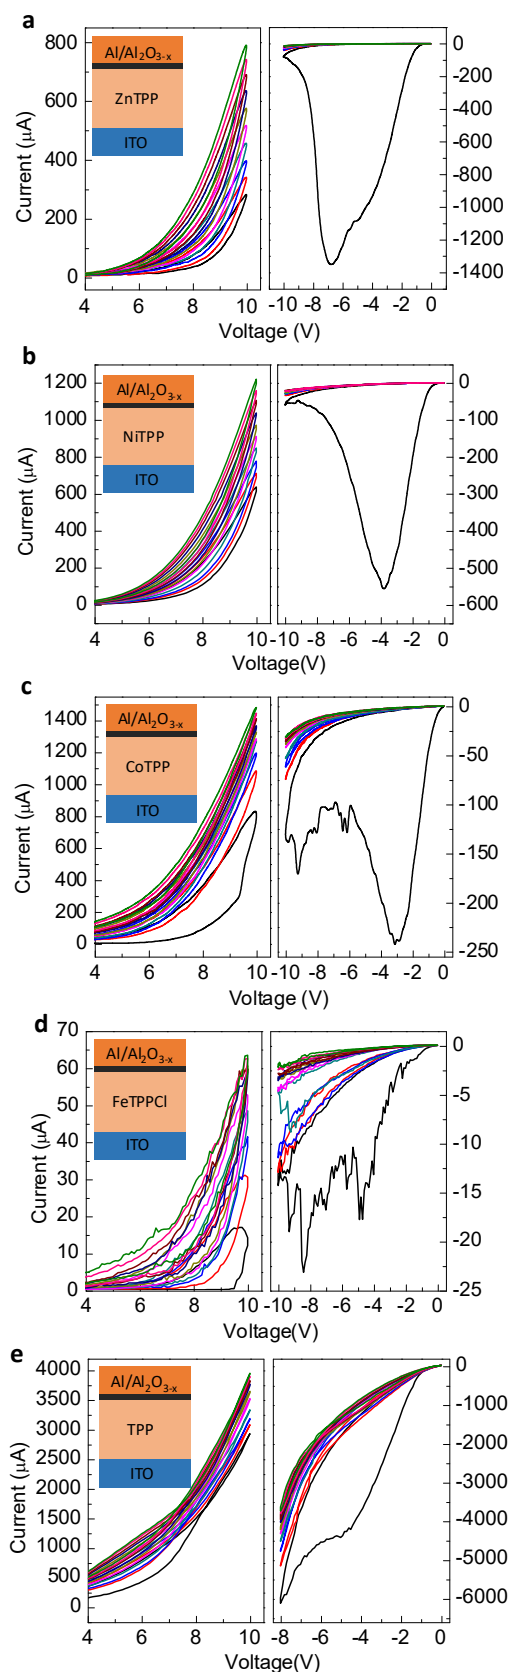 a
Al/Al2O3-x
ZnTPP
ITO
Current (µA)
800
600
400
200
0
4 6 8 10
0
-200
-400
-600
-800
-1000
-1200
-1400
-10 -8 -6 -4 -2 0
Voltage (V)
b
Al/Al2O3-x
NiTPP
ITO
Current (µA)
1200
1000
800
600
400
200
0
4 6 8 10
0
-100
-200
-300
-400
-500
-600
-10 -8 -6 -4 -2 0
Voltage(V)
c
Al/Al2O3-x
CoTPP
ITO
Current (µA)
1400
1200
1000
800
600
400
200
0
4 6 8 10
0
-50
-100
-150
-200
-250
-10 -8 -6 -4 -2 0
Voltage (V)
d
Al/Al2O3-x
FeTPPCl
ITO
Current (µA)
70
60
50
40
30
20
10
0
4 6 8 10
0
-5
-10
-15
-20
-25
-10 -8 -6 -4 -2 0
Voltage(V)
e
Al/Al2O3-x
TPP
ITO
Current (µA)
4000
3500
3000
2500
2000
1500
1000
500
0
4 6 8 10
0
-1000
-2000
-3000
-4000
-5000
-6000
-8 -6 -4 -2 0
Voltage(V)